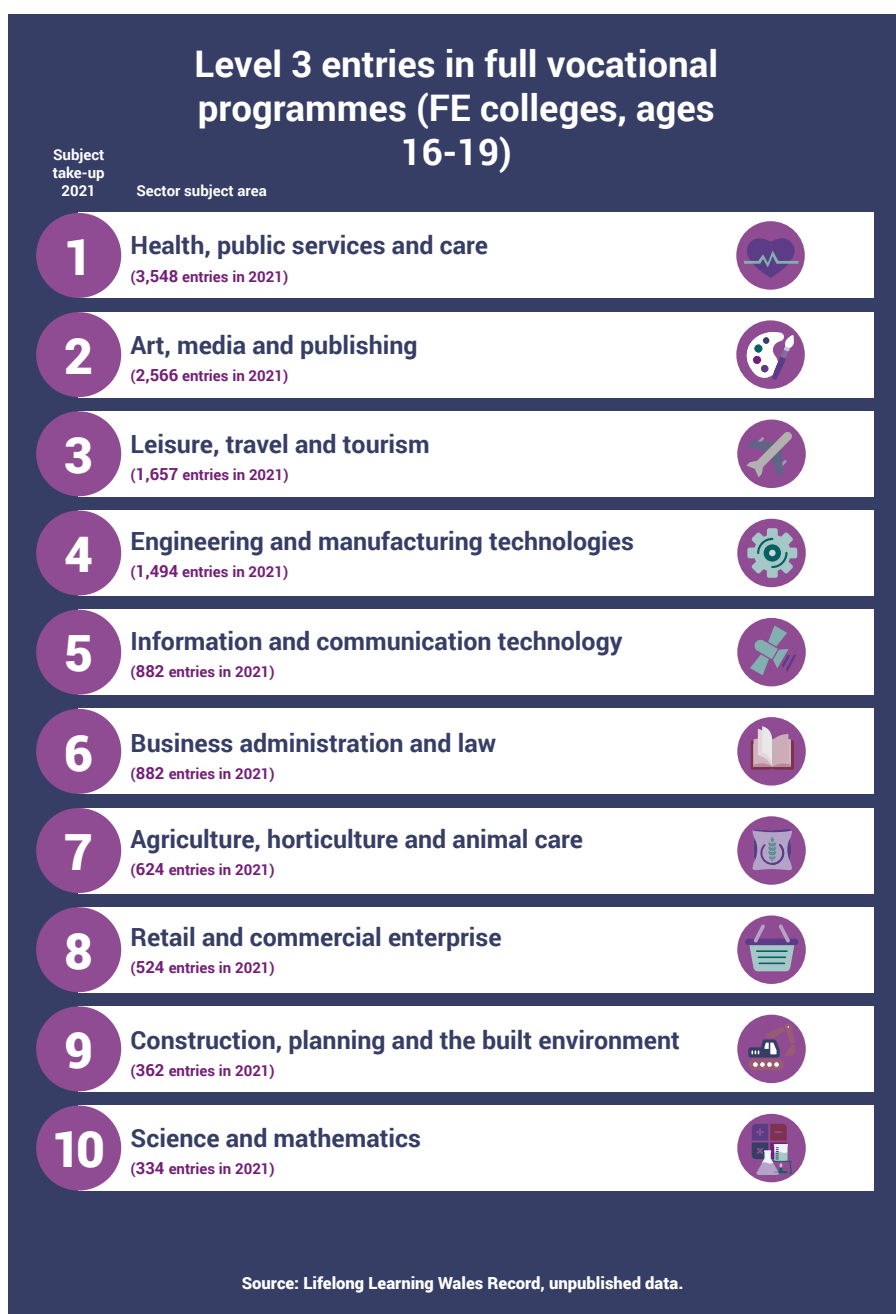 Level 3 entries in full vocational
programmes (FE colleges, ages
16-19)
Subject
take-up
2021
Sector subject area
1
Health, public services and care
(3,548 entries in 2021)
2
Art, media and publishing
(2,566 entries in 2021)
3
Leisure, travel and tourism
(1,657 entries in 2021)
4
Engineering and manufacturing technologies
(1,494 entries in 2021)
5
Information and communication technology
(882 entries in 2021)
6
Business administration and law
(882 entries in 2021)
7
Agriculture, horticulture and animal care
(624 entries in 2021)
8
Retail and commercial enterprise
(524 entries in 2021)
9
Construction, planning and the built environment
(362 entries in 2021)
10
Science and mathematics
(334 entries in 2021)
Source: Lifelong Learning Wales Record, unpublished data.